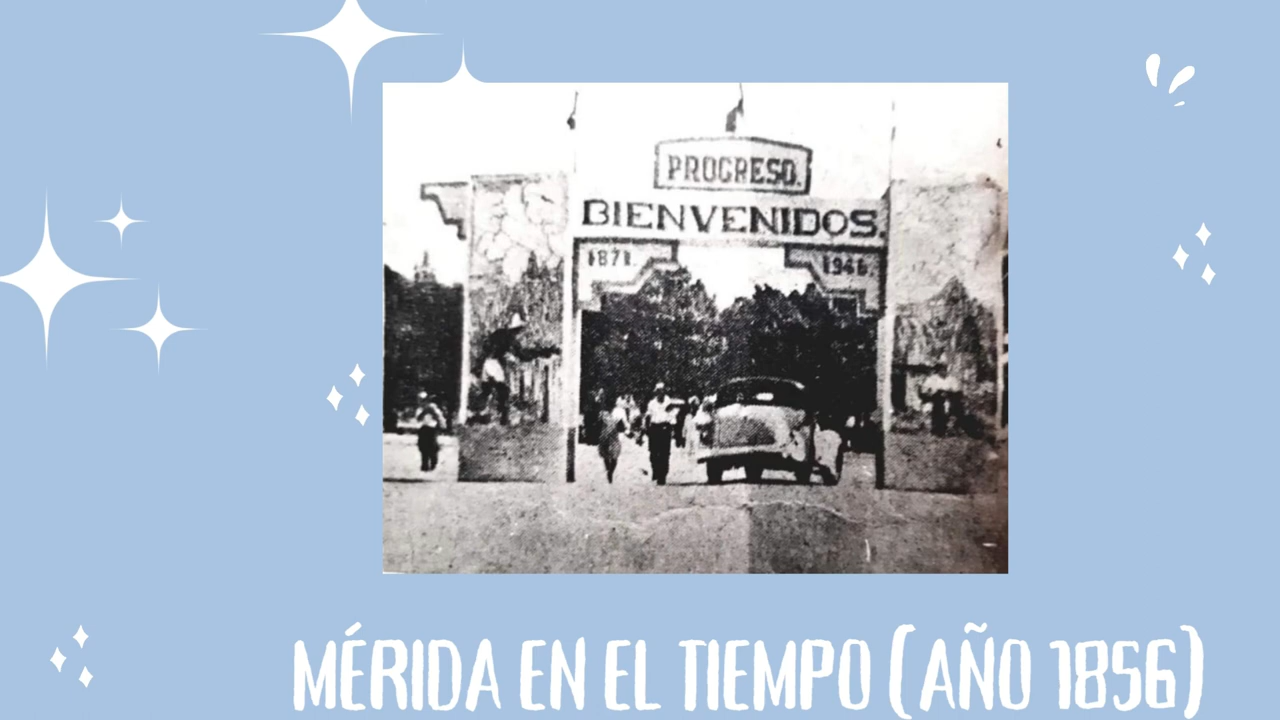 PROGRESO.
BIENVENIDOS.
1871. 1946.
MÉRIDA EN EL TIEMPO (AÑO 1856)